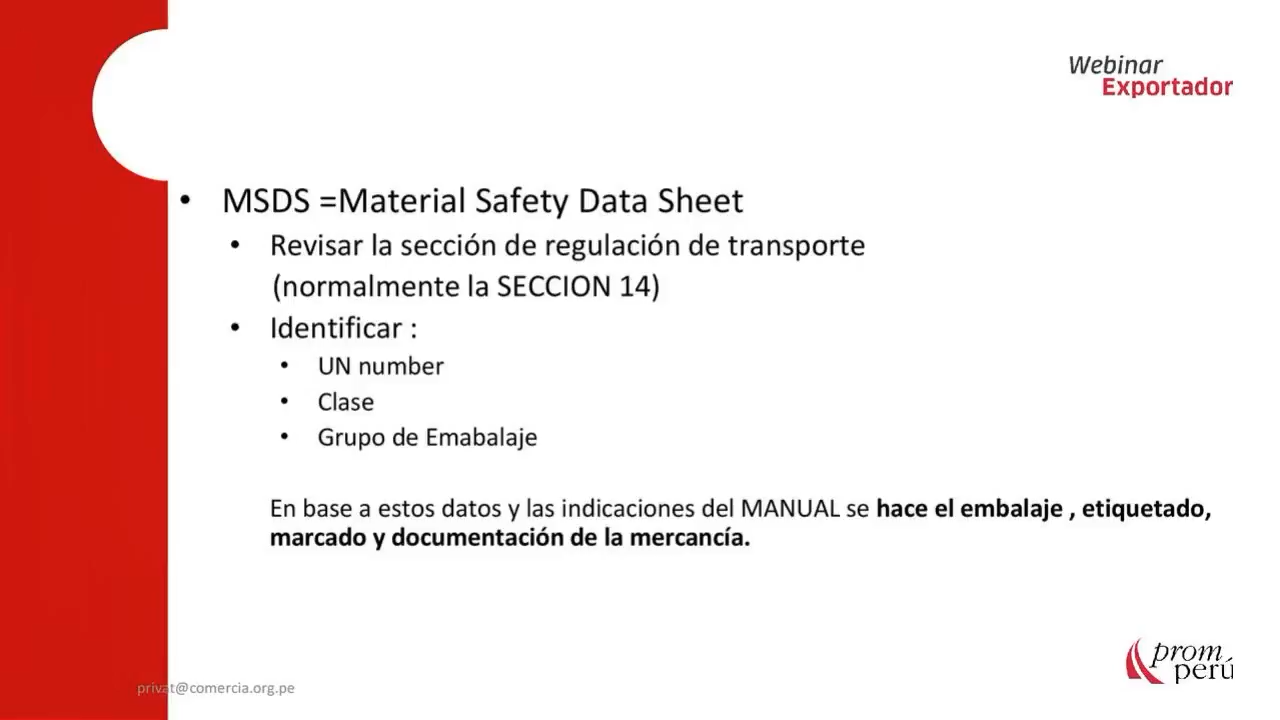 Webinar
Exportador
• MSDS =Material Safety Data Sheet
• Revisar la sección de regulación de transporte
(normalmente la SECCION 14)
• Identificar :
• UN number
• Clase
• Grupo de Emabalaje
En base a estos datos y las indicaciones del MANUAL se hace el embalaje , etiquetado,
marcado y documentación de la mercancía.
prom
perú
privat@comercia.org.pe